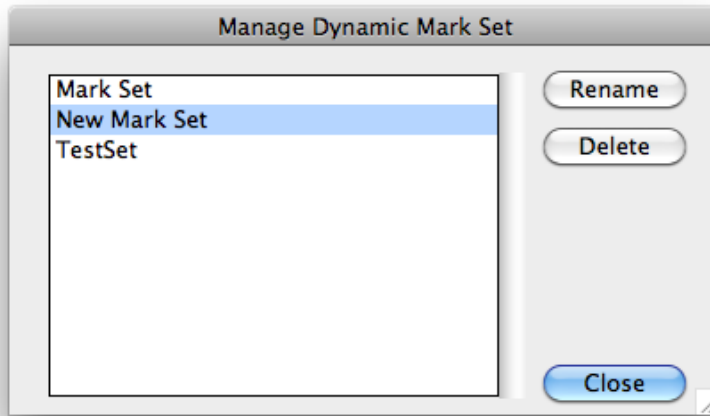 Manage Dynamic Mark Set
Mark Set
New Mark Set
TestSet
Rename
Delete
Close